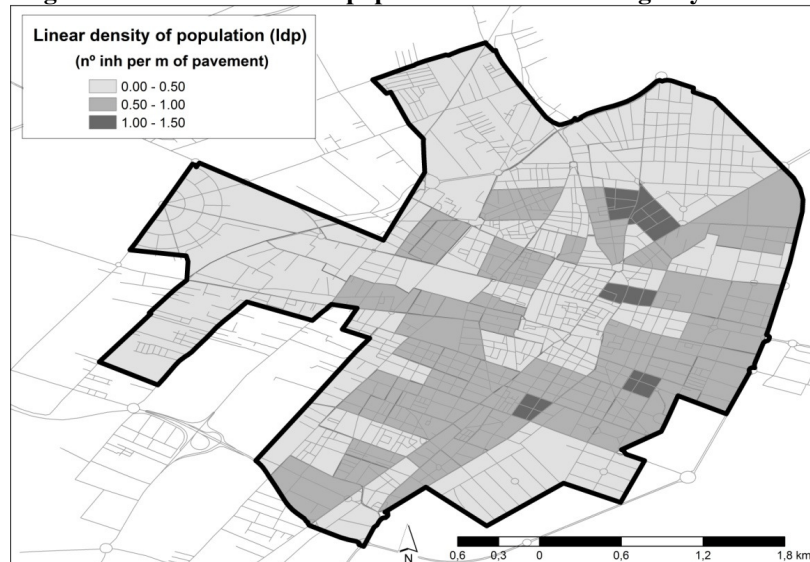 Linear density of population (ldp)
(nº inh per m of pavement)
0.00 - 0.50
0.50 - 1.00
1.00 - 1.50
N
0,6 0,3 0 0,6 1,2 1,8 km